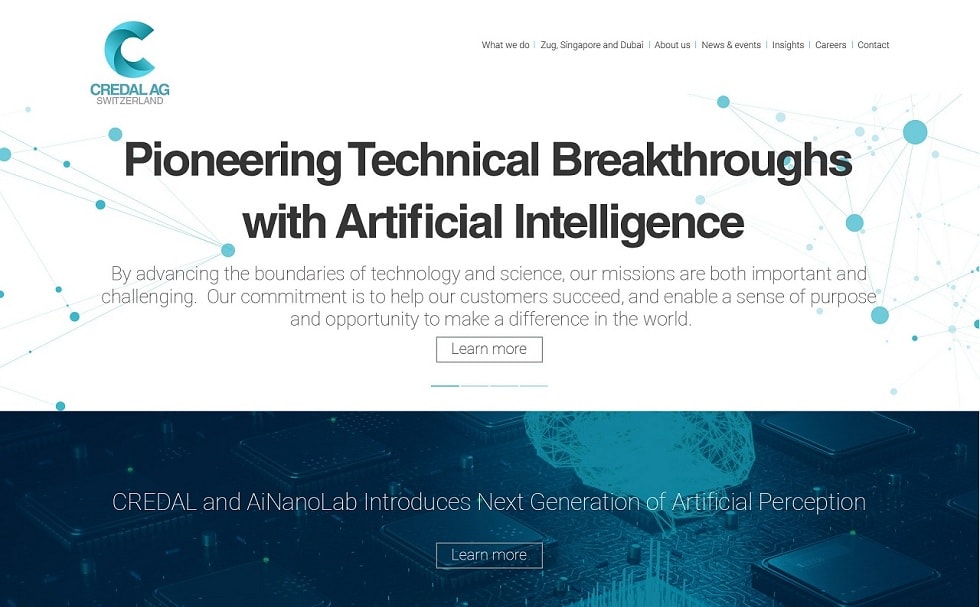 CREDAL AG
SWITZERLAND
What we do | Zug, Singapore and Dubai | About us | News & events | Insights | Careers | Contact
Pioneering Technical Breakthroughs
with Artificial Intelligence
By advancing the boundaries of technology and science, our missions are both important and
challenging. Our commitment is to help our customers succeed, and enable a sense of purpose
and opportunity to make a difference in the world.
Learn more
CREDAL and AiNanoLab Introduces Next Generation of Artificial Perception
Learn more